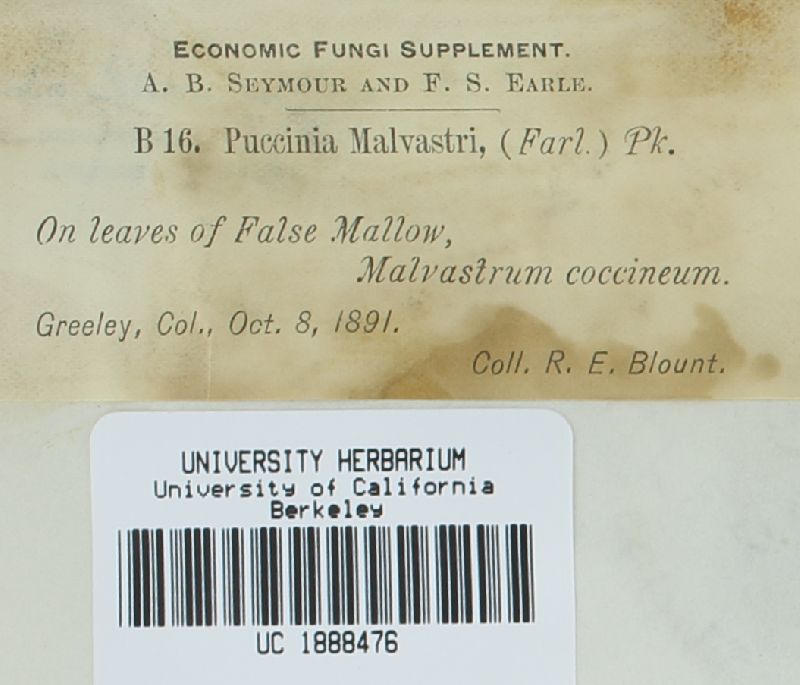 ECONOMIC FUNGI SUPPLEMENT.
A. B. SEYMOUR AND F. S. EARLE.
B 16. Puccinia Malvastri, (Farl.) Pk.
On leaves of False Mallow,
Malvastrum coccineum.
Greeley, Col., Oct. 8, 1891.
Coll. R. E. Blount.
UNIVERSITY HERBARIUM
University of California
Berkeley
UC 1888476